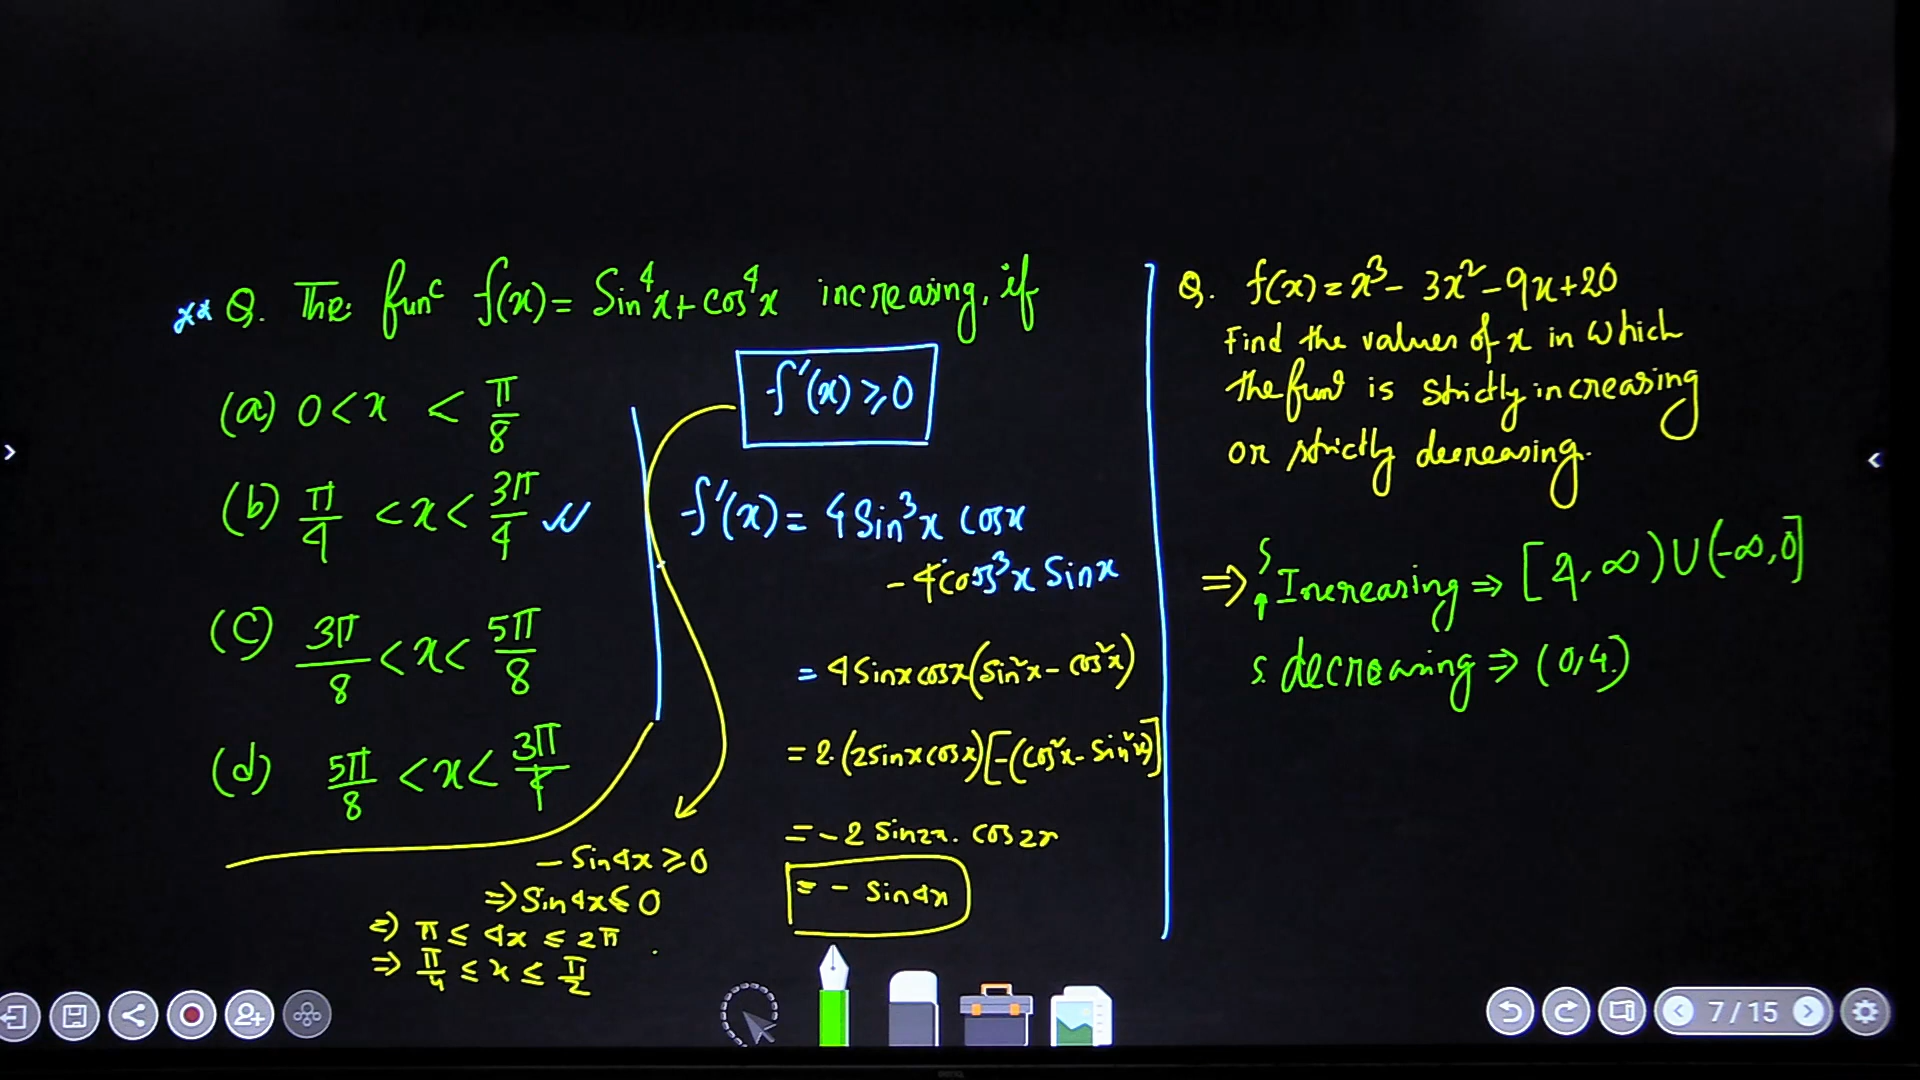 ** Q. The func f(x) = Sin⁴x + cos⁴x increasing, if
(a) 0 < x < π/8
(b) π/4 < x < 3π/4
(c) 3π/8 < x < 5π/8
(d) 5π/8 < x < 3π/4
f'(x) ≥ 0
f'(x) = 4 Sin³x cosx
- 4cos³x Sinx
= 4 Sinx cosx (Sin²x - cos²x)
= 2. (2 sinx cosx) [-(cos²x - Sin²x)]
= - 2 Sin2x. cos2x
= - Sin4x
- Sin4x ≥ 0
⇒ Sin4x ≤ 0
⇒ π ≤ 4x ≤ 2π
⇒ π/4 ≤ x ≤ π/2
Q. f(x) = x³ - 3x² - 9x + 20
Find the values of x in which
the funⁿ is strictly increasing
or strictly decreasing.
⇒ S Increasing ⇒ [4, ∞) U (-∞, 0]
S. decreasing ⇒ (0, 4.)
7/15